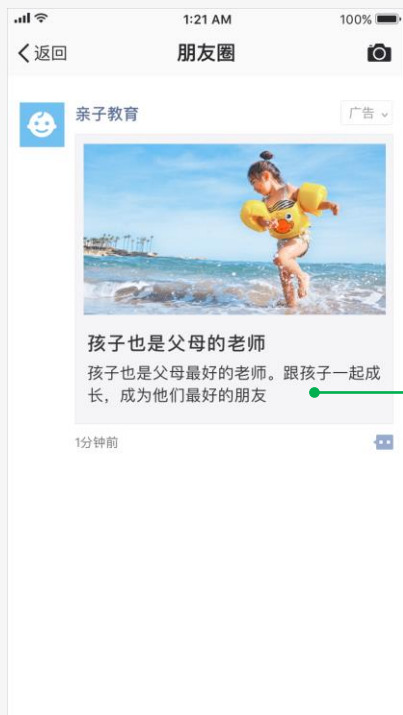 1:21 AM
100%
返回
朋友圈
亲子教育
广告
孩子也是父母的老师
孩子也是父母最好的老师。跟孩子一起成
长，成为他们最好的朋友
1分钟前